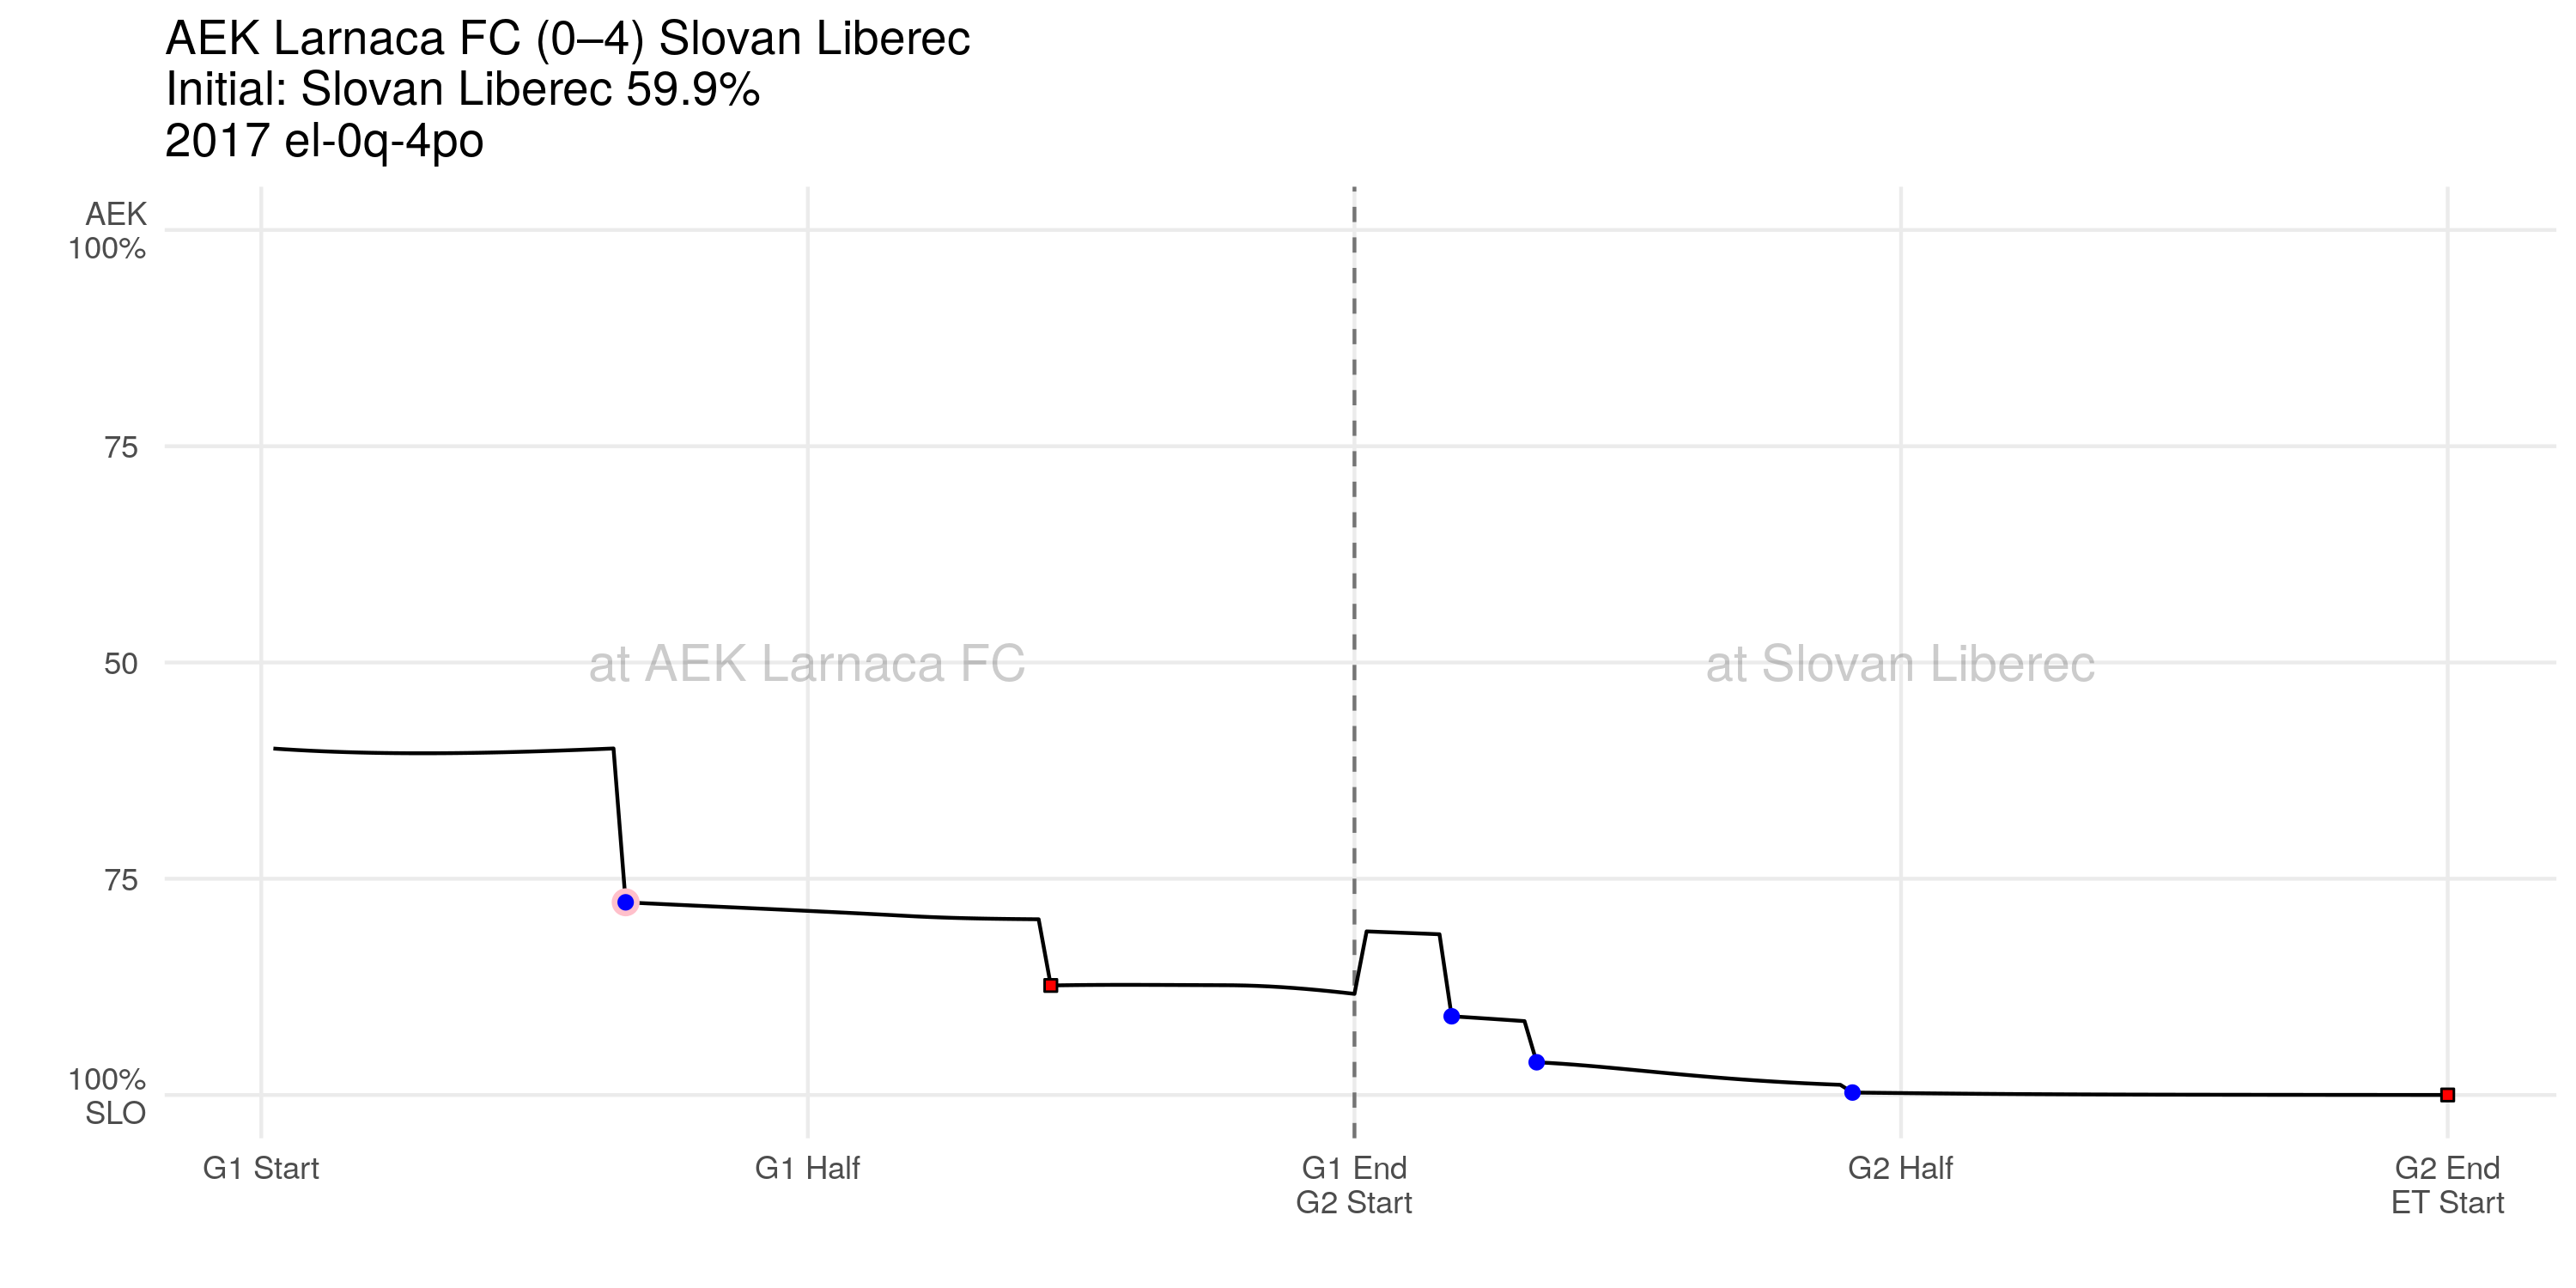 AEK Larnaca FC (0–4) Slovan Liberec
Initial: Slovan Liberec 59.9%
2017 el-0q-4po
AEK
100%
75
50
75
100%
SLO
at AEK Larnaca FC
at Slovan Liberec
G1 Start
G1 Half
G1 End
G2 Start
G2 Half
G2 End
ET Start